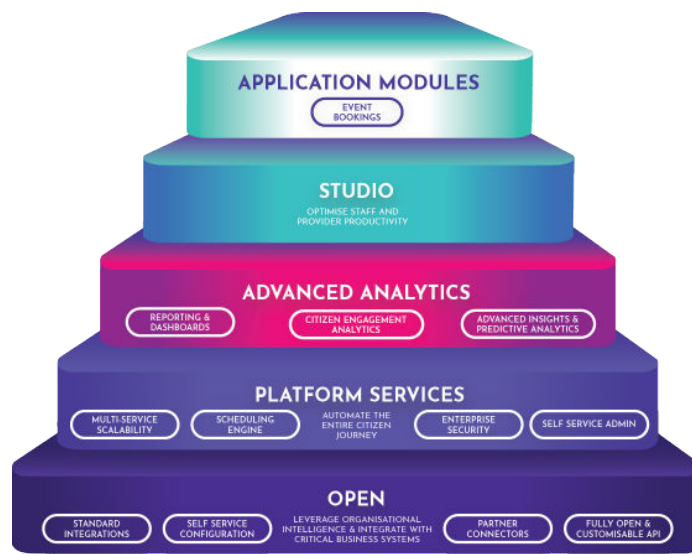 APPLICATION MODULES
EVENT
BOOKINGS
STUDIO
OPTIMISE STAFF AND
PROVIDER PRODUCTIVITY
ADVANCED ANALYTICS
REPORTING &
DASHBOARDS
CITIZEN ENGAGEMENT
ANALYTICS
ADVANCED INSIGHTS &
PREDICTIVE ANALYTICS
PLATFORM SERVICES
MULTI-SERVICE
SCALABILITY
SCHEDULING
ENGINE
AUTOMATE THE
ENTIRE CITIZEN
JOURNEY
ENTERPRISE
SECURITY
SELF SERVICE ADMIN
OPEN
STANDARD
INTEGRATIONS
SELF SERVICE
CONFIGURATION
LEVERAGE ORGANISATIONAL
INTELLIGENCE & INTEGRATE WITH
CRITICAL BUSINESS SYSTEMS
PARTNER
CONNECTORS
FULLY OPEN &
CUSTOMISABLE API